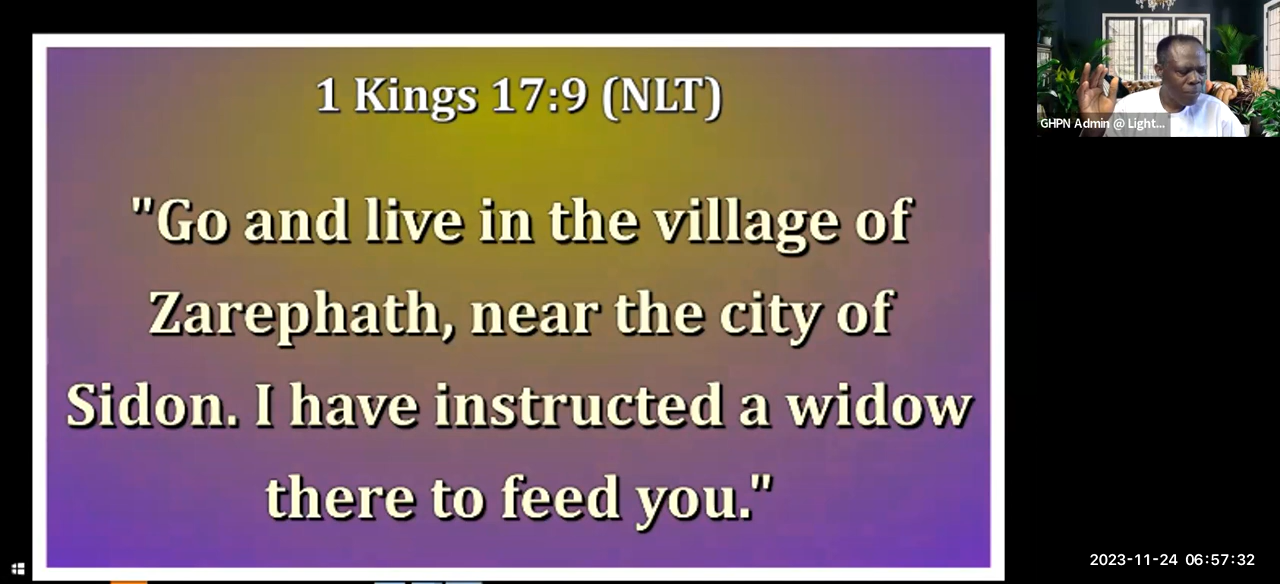 1 Kings 17:9 (NLT)
"Go and live in the village of
Zarephath, near the city of
Sidon. I have instructed a widow
there to feed you."
GHPN Admin @ Light...
2023-11-24 06:57:32